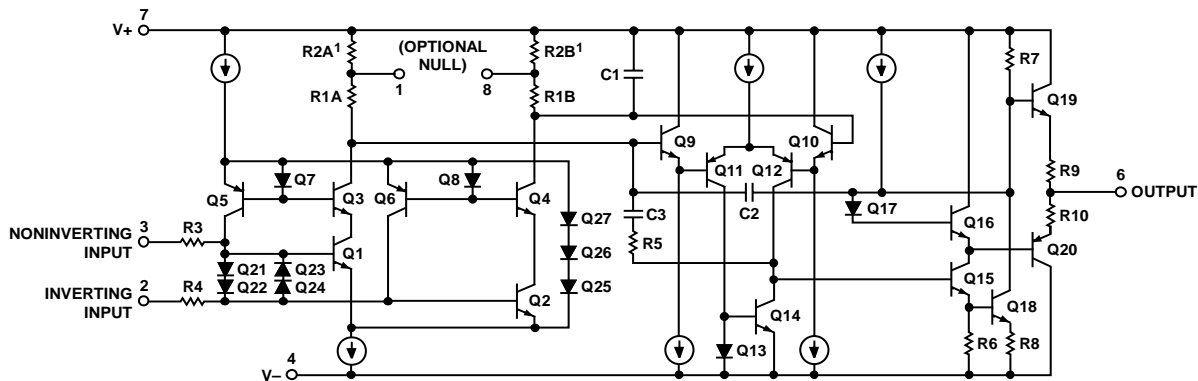 7
V+
R2A1
(OPTIONAL
NULL)
R2B1
1
8
R1A
R1B
C1
R7
Q19
Q9
Q11
Q12
Q10
Q7
Q8
Q5
Q3
Q6
Q4
R9
6
OUTPUT
Q27
C2
Q17
Q16
R10
3
NONINVERTING
INPUT
R3
C3
Q20
Q1
Q26
R5
Q21
Q23
Q22
Q24
Q25
Q15
2
INVERTING
INPUT
R4
Q2
Q14
Q18
Q13
R6
R8
4
V–